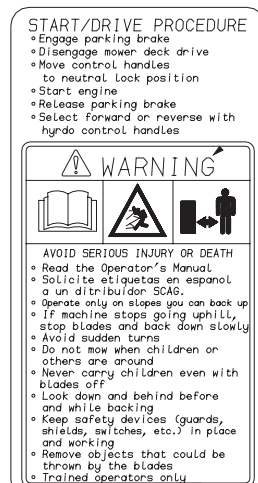 START/DRIVE PROCEDURE
° Engage parking brake
° Disengage mower deck drive
° Move control handles
to neutral lock position
° Start engine
° Release parking brake
° Select forward or reverse with
hyrdo control handles
WARNING
AVOID SERIOUS INJURY OR DEATH
° Read the Operator's Manual
° Solicite etiquetas en espanol
a un ditribuidor SCAG.
° Operate only on slopes you can back up
° If machine stops going uphill,
stop blades and back down slowly
° Avoid sudden turns
° Do not mow when children or
others are around
° Never carry children even with
blades off
° Look down and behind before
and while backing
° Keep safety devices (guards,
shields, switches, etc.) in place
and working
° Remove objects that could be
thrown by the blades
° Trained operators only